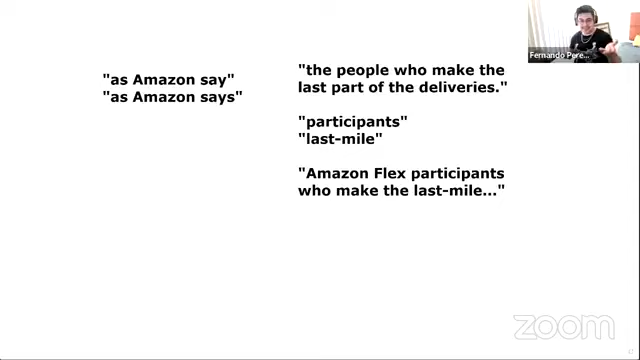 "as Amazon say"
"as Amazon says"
"the people who make the
last part of the deliveries."
"participants"
"last-mile"
"Amazon Flex participants
who make the last-mile..."
Fernando Pere...
zoom